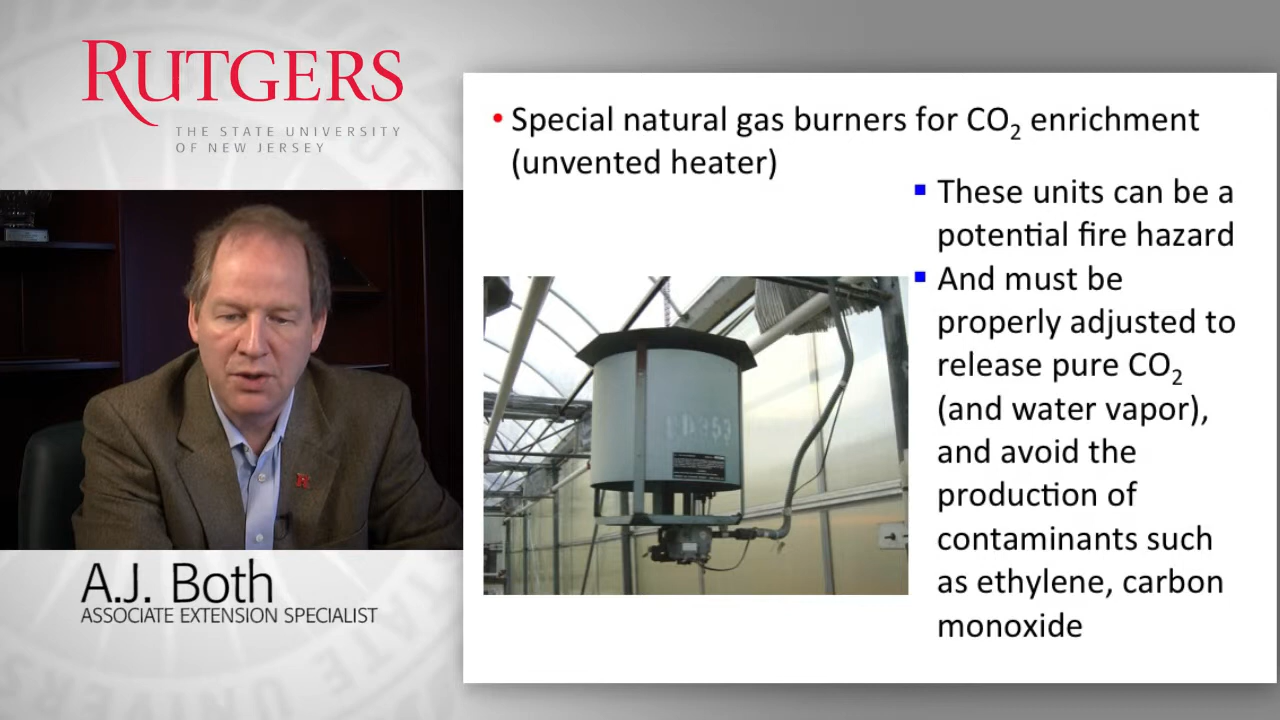 RUTGERS
THE STATE UNIVERSITY
OF NEW JERSEY
A.J. Both
ASSOCIATE EXTENSION SPECIALIST
• Special natural gas burners for CO₂ enrichment
(unvented heater)
▪ These units can be a
potential fire hazard
▪ And must be
properly adjusted to
release pure CO₂
(and water vapor),
and avoid the
production of
contaminants such
as ethylene, carbon
monoxide